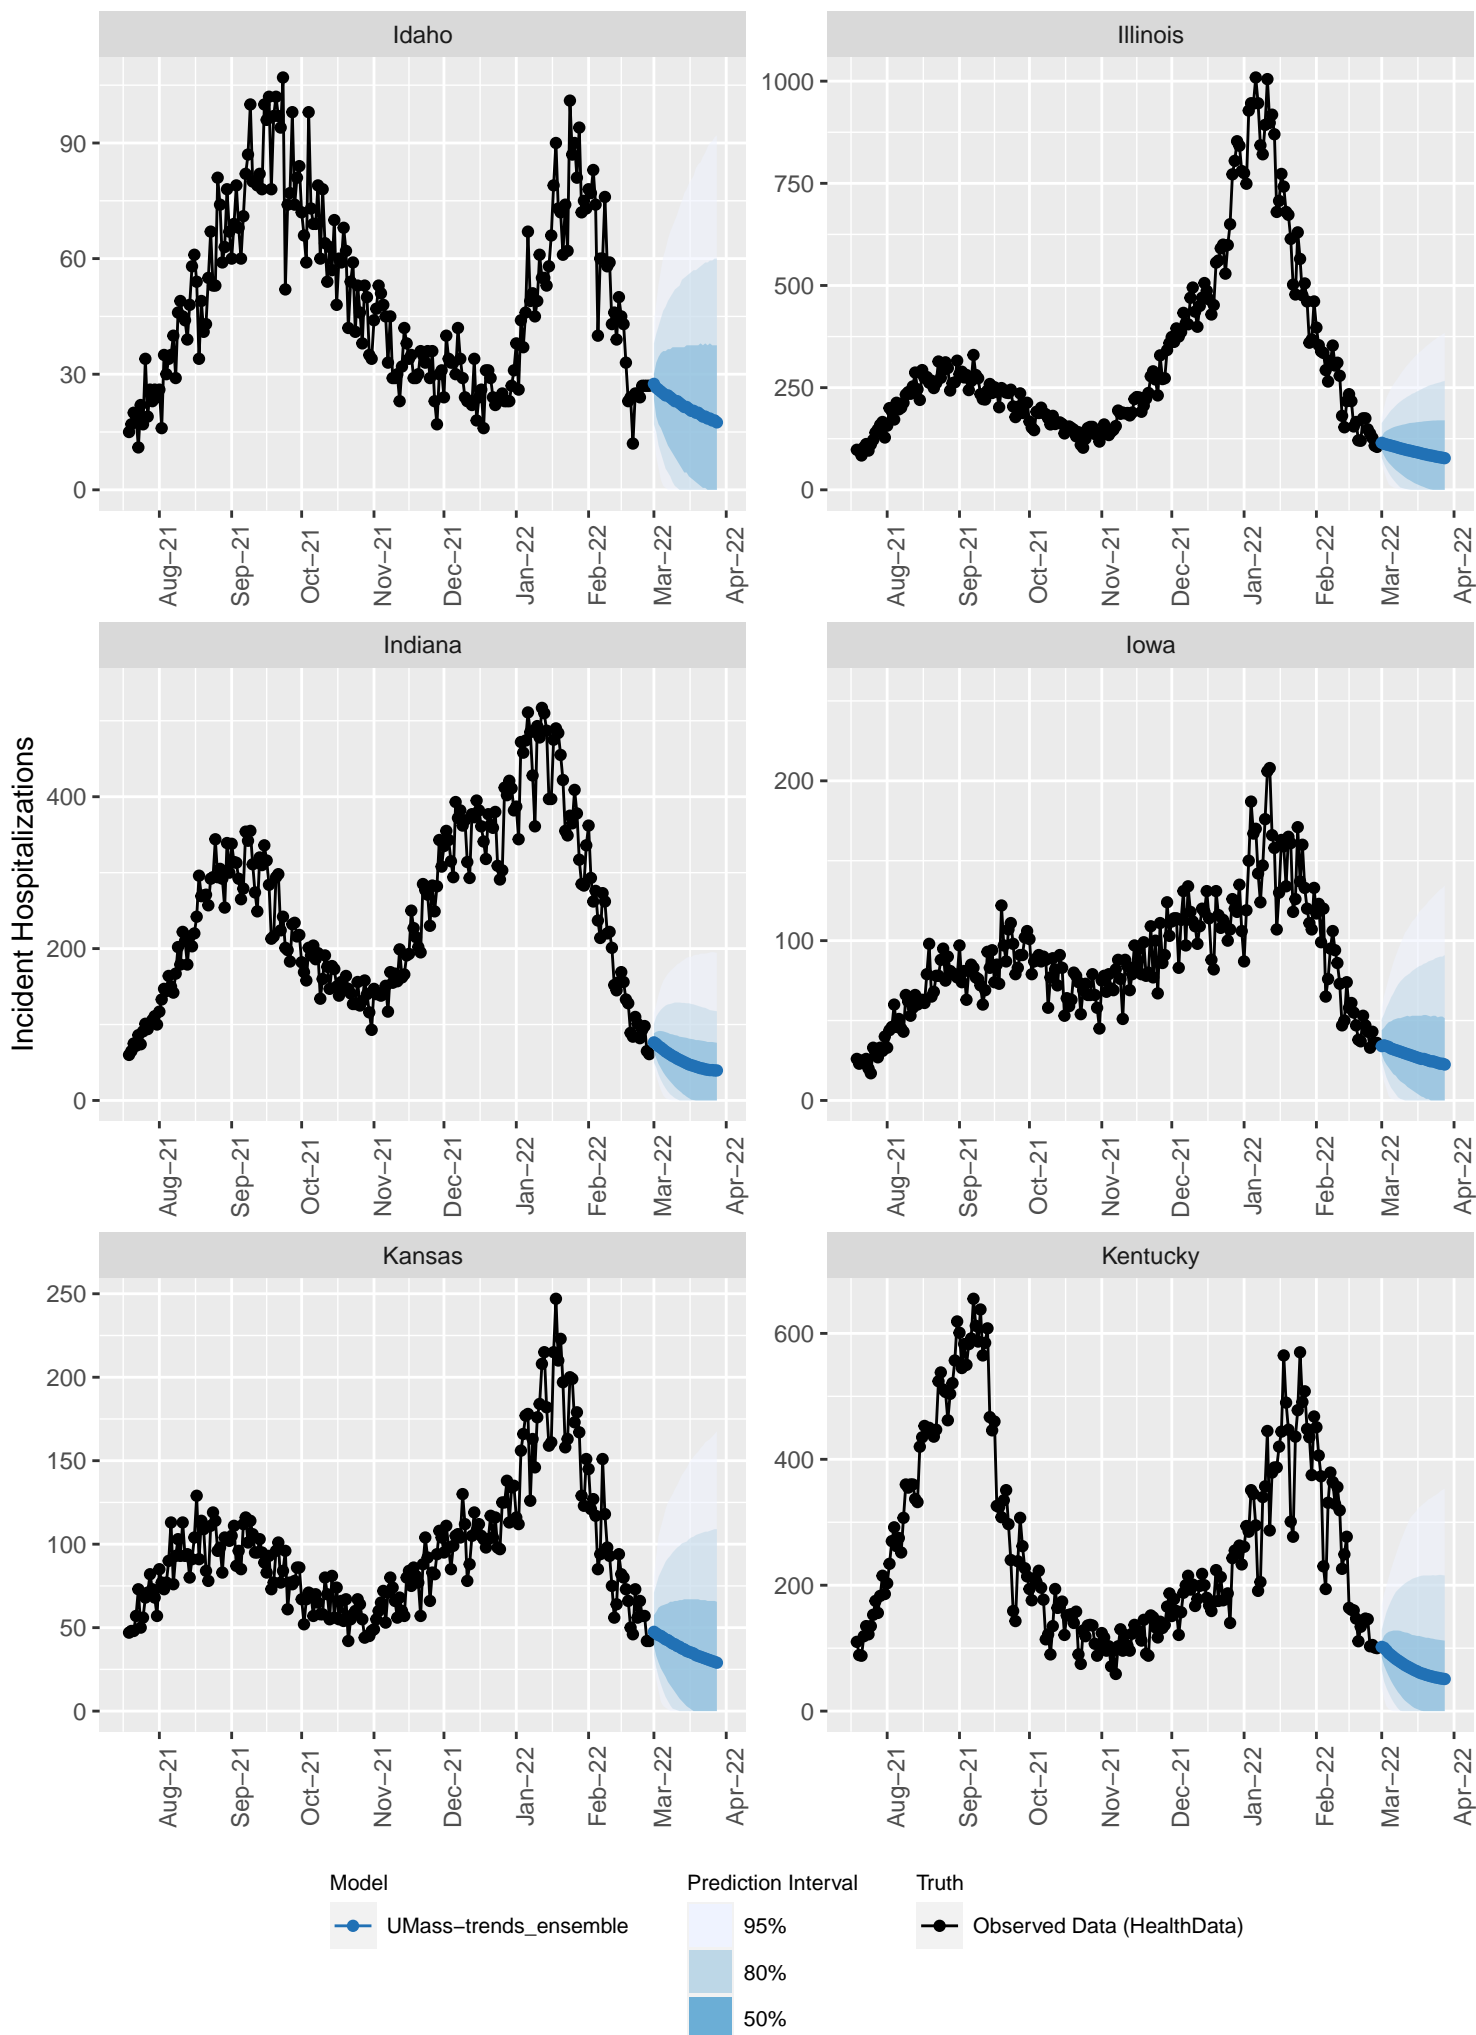 Idaho
Illinois
90
60
30
0
1000
750
500
250
0
Aug−21
Sep−21
Oct−21
Nov−21
Dec−21
Jan−22
Feb−22
Mar−22
Apr−22
Aug−21
Sep−21
Oct−21
Nov−21
Dec−21
Jan−22
Feb−22
Mar−22
Apr−22
Incident Hospitalizations
Indiana
Iowa
400
200
0
200
100
0
Aug−21
Sep−21
Oct−21
Nov−21
Dec−21
Jan−22
Feb−22
Mar−22
Apr−22
Aug−21
Sep−21
Oct−21
Nov−21
Dec−21
Jan−22
Feb−22
Mar−22
Apr−22
Kansas
Kentucky
250
200
150
100
50
0
600
400
200
0
Aug−21
Sep−21
Oct−21
Nov−21
Dec−21
Jan−22
Feb−22
Mar−22
Apr−22
Aug−21
Sep−21
Oct−21
Nov−21
Dec−21
Jan−22
Feb−22
Mar−22
Apr−22
Model
UMass−trends_ensemble
Prediction Interval
95%
80%
50%
Truth
Observed Data (HealthData)